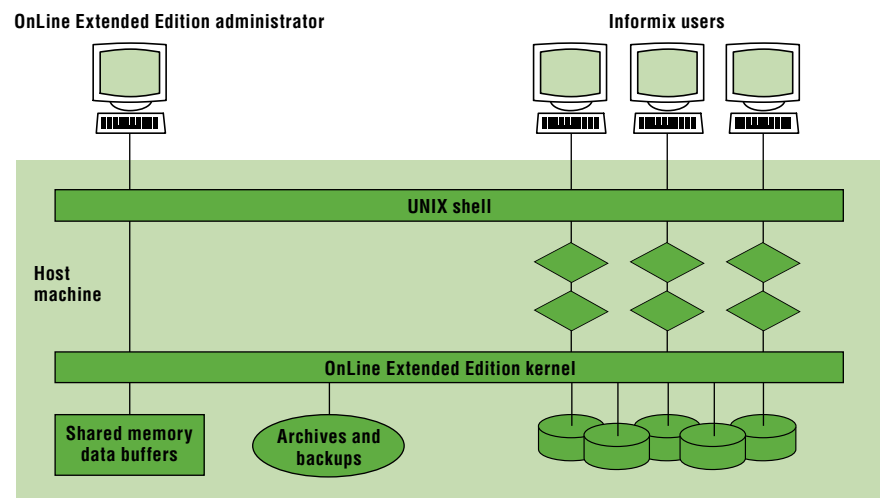 OnLine Extended Edition administrator
Informix users
UNIX shell
Host
machine
OnLine Extended Edition kernel
Shared memory
data buffers
Archives and
backups